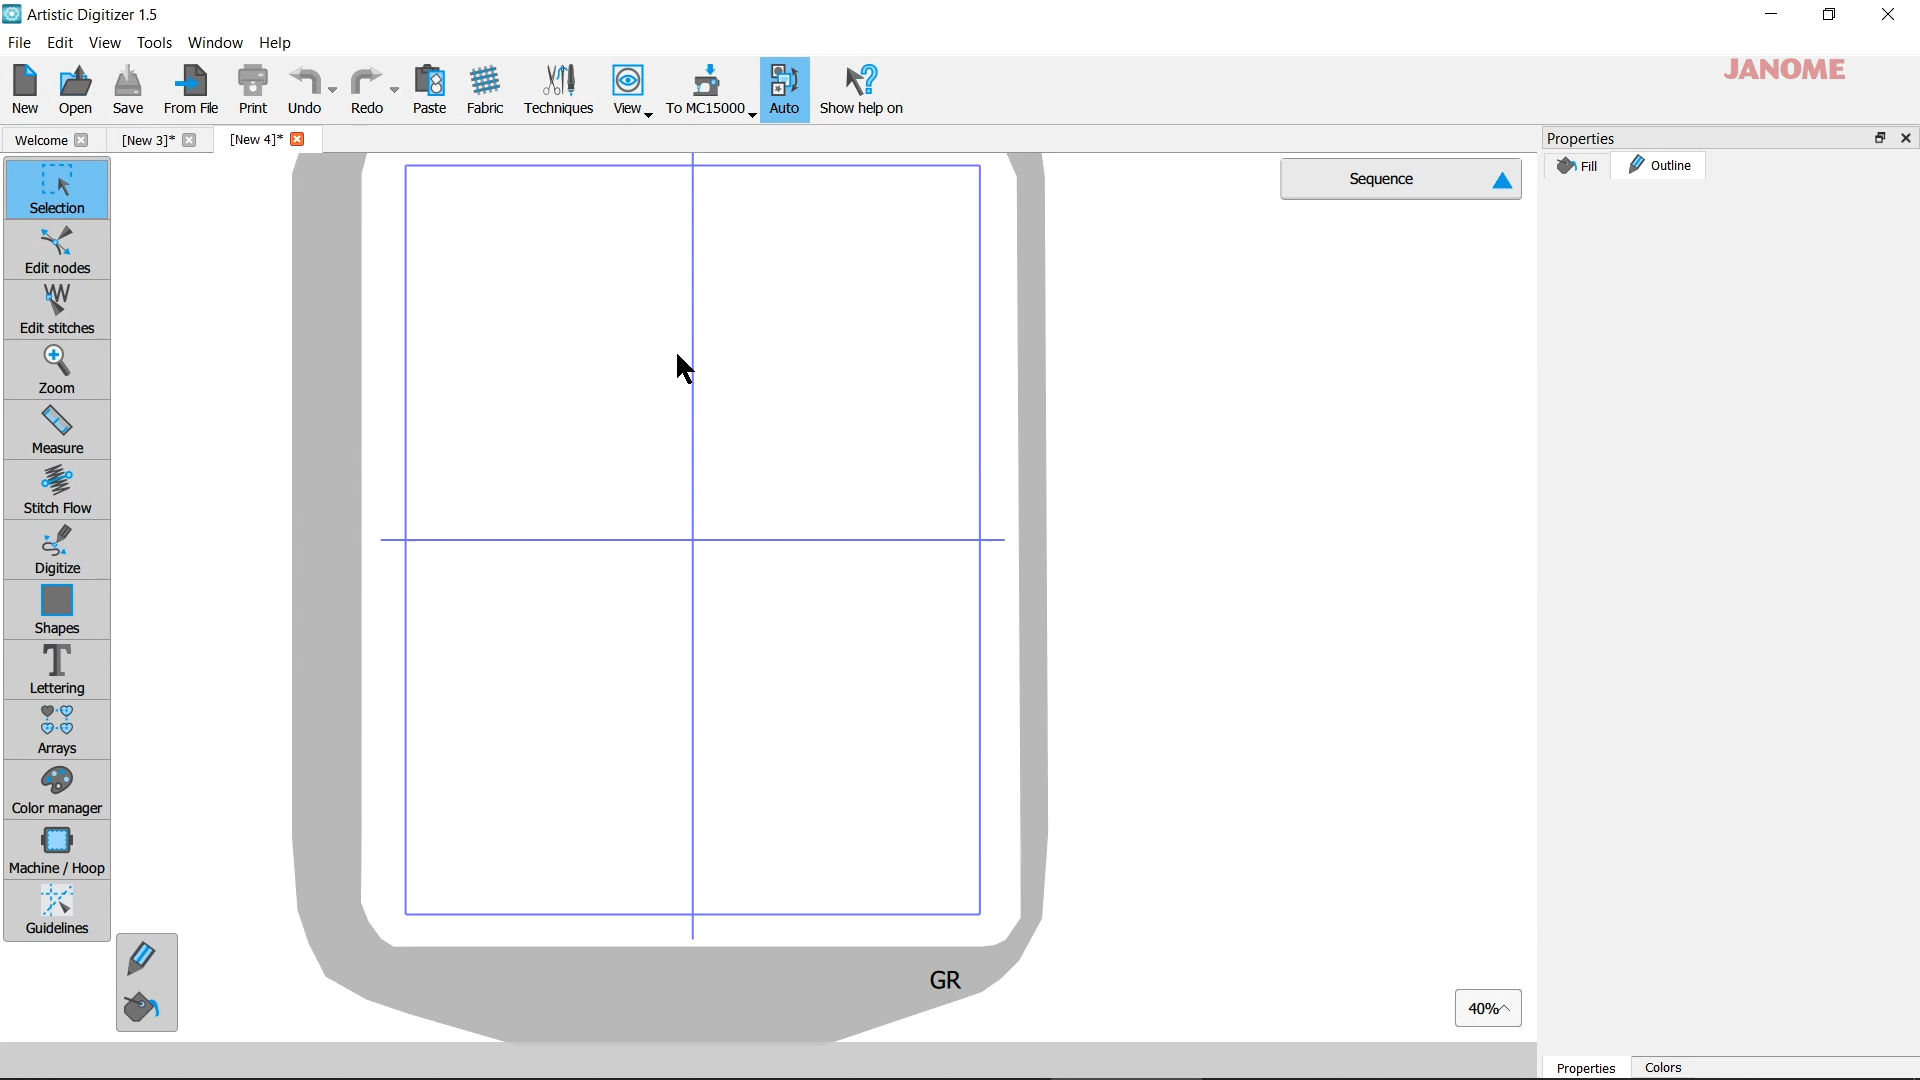 Artistic Digitizer 1.5
File Edit View Tools Window Help
New Open Save From File Print Undo Redo Paste Fabric Techniques View To MC15000 Auto Show help on
JANOME
Welcome [New 3]* [New 4]*
Properties
Fill Outline
Sequence
Selection
Edit nodes
Edit stitches
Zoom
Measure
Stitch Flow
Digitize
Shapes
Lettering
Arrays
Color manager
Machine / Hoop
Guidelines
GR
40%
Properties Colors